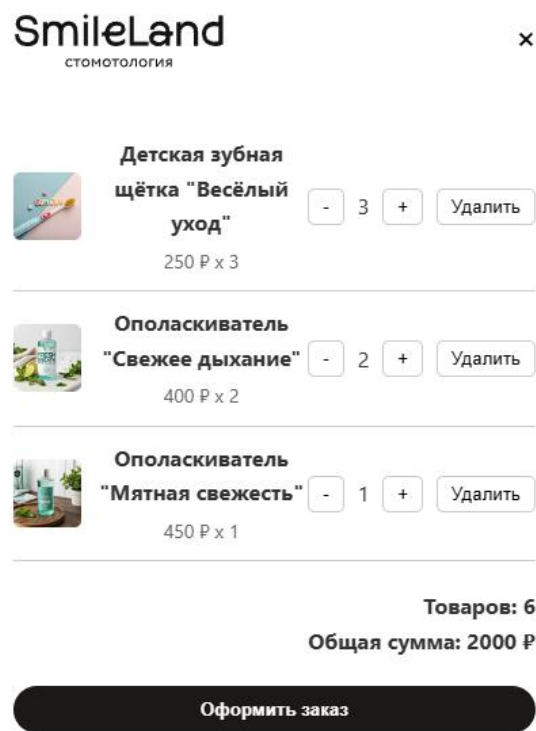 SmileLand
стомотология
×
Детская зубная
щётка "Весёлый
уход"
250 ₽ x 3
- 3 + Удалить
Ополаскиватель
"Свежее дыхание"
400 ₽ x 2
- 2 + Удалить
Ополаскиватель
"Мятная свежесть"
450 ₽ x 1
- 1 + Удалить
Товаров: 6
Общая сумма: 2000 ₽
Оформить заказ